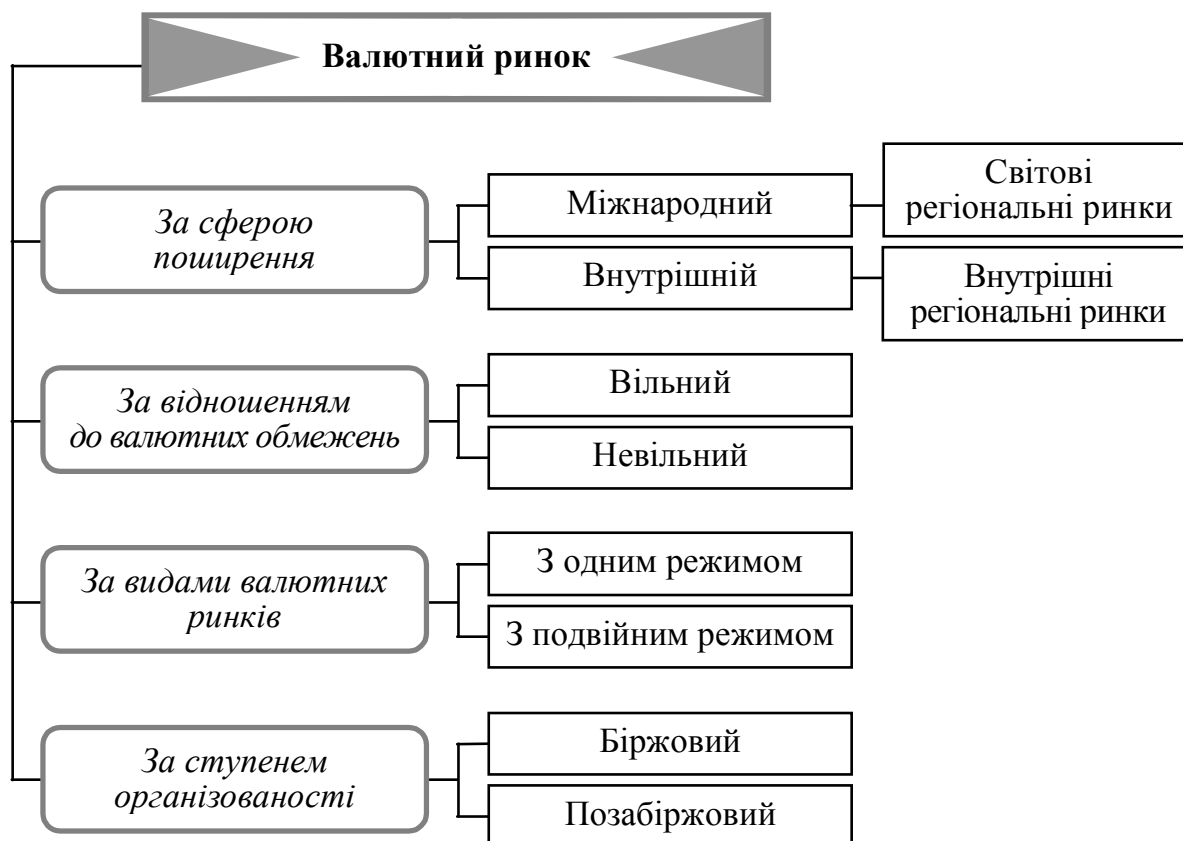 Валютний ринок
За сферою
поширення
Міжнародний
Світові
регіональні ринки
Внутрішній
Внутрішні
регіональні ринки
За відношенням
до валютних обмежень
Вільний
Невільний
За видами валютних
ринків
З одним режимом
З подвійним режимом
За ступенем
організованості
Біржовий
Позабіржовий